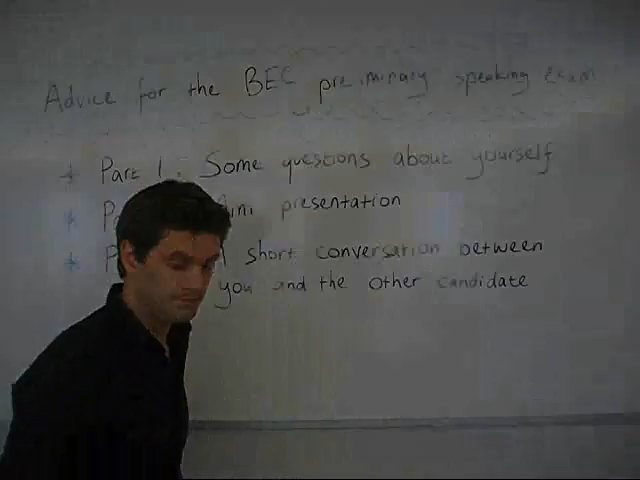 Advice for the BEC preliminary speaking exam
* Part 1: Some questions about yourself
* presentation
* short conversation between
you and the other candidate